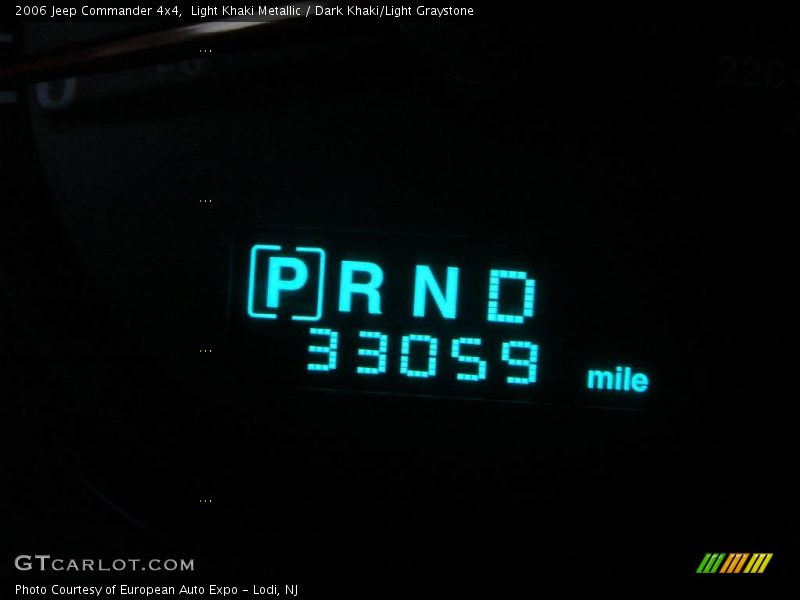 2006 Jeep Commander 4x4,  Light Khaki Metallic / Dark Khaki/Light Graystone
...
220
...
P R N D
33059 mile
...
...
GTCARLOT.COM
Photo Courtesy of European Auto Expo - Lodi, NJ